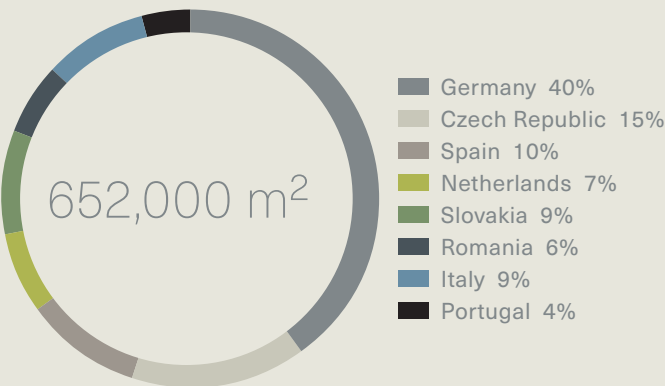 652,000 m²
Germany 40%
Czech Republic 15%
Spain 10%
Netherlands 7%
Slovakia 9%
Romania 6%
Italy 9%
Portugal 4%